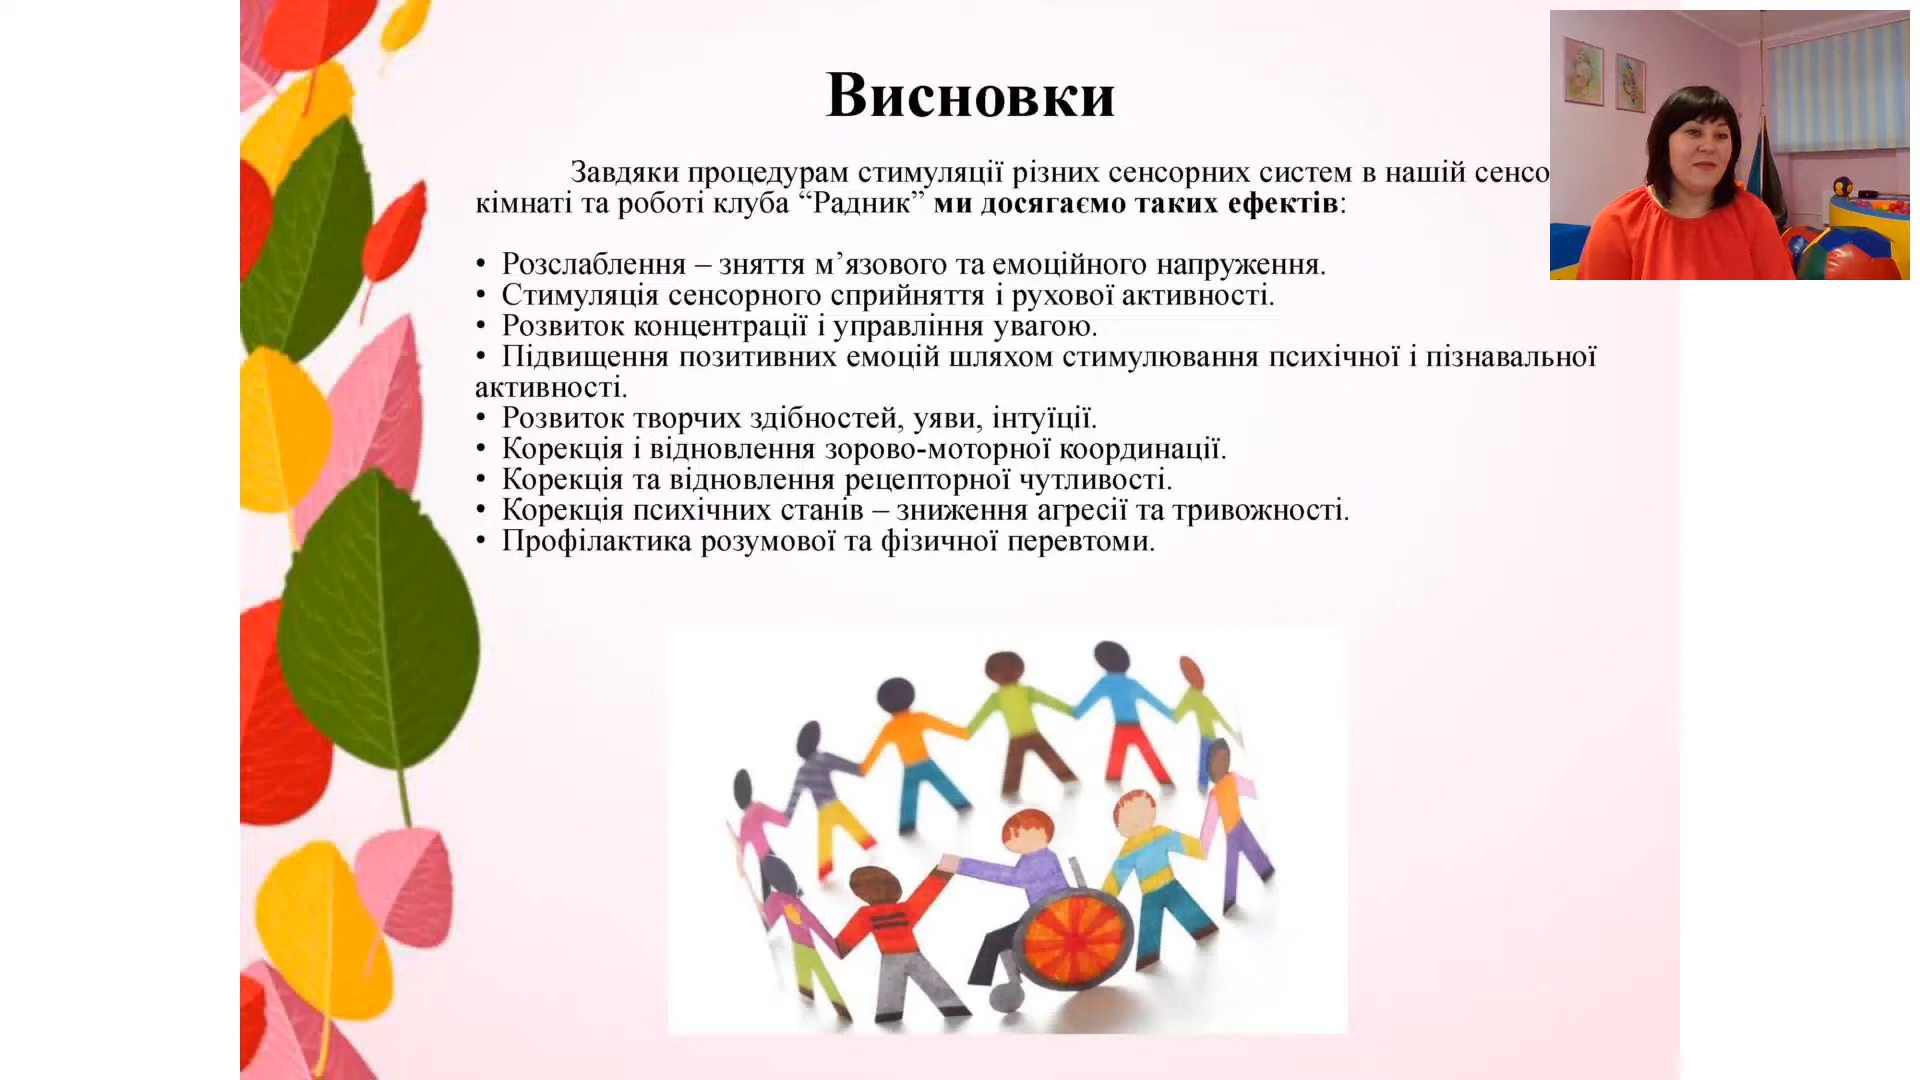 Висновки
Завдяки процедурам стимуляції різних сенсорних систем в нашій
кімнаті та роботі клуба “Радник” ми досягаємо таких ефектів:
• Розслаблення – зняття м’язового та емоційного напруження.
• Стимуляція сенсорного сприйняття і рухової активності.
• Розвиток концентрації і управління увагою.
• Підвищення позитивних емоцій шляхом стимулювання психічної і пізнавальної
активності.
• Розвиток творчих здібностей, уяви, інтуїції.
• Корекція і відновлення зорово-моторної координації.
• Корекція та відновлення рецепторної чутливості.
• Корекція психічних станів – зниження агресії та тривожності.
• Профілактика розумової та фізичної перевтоми.